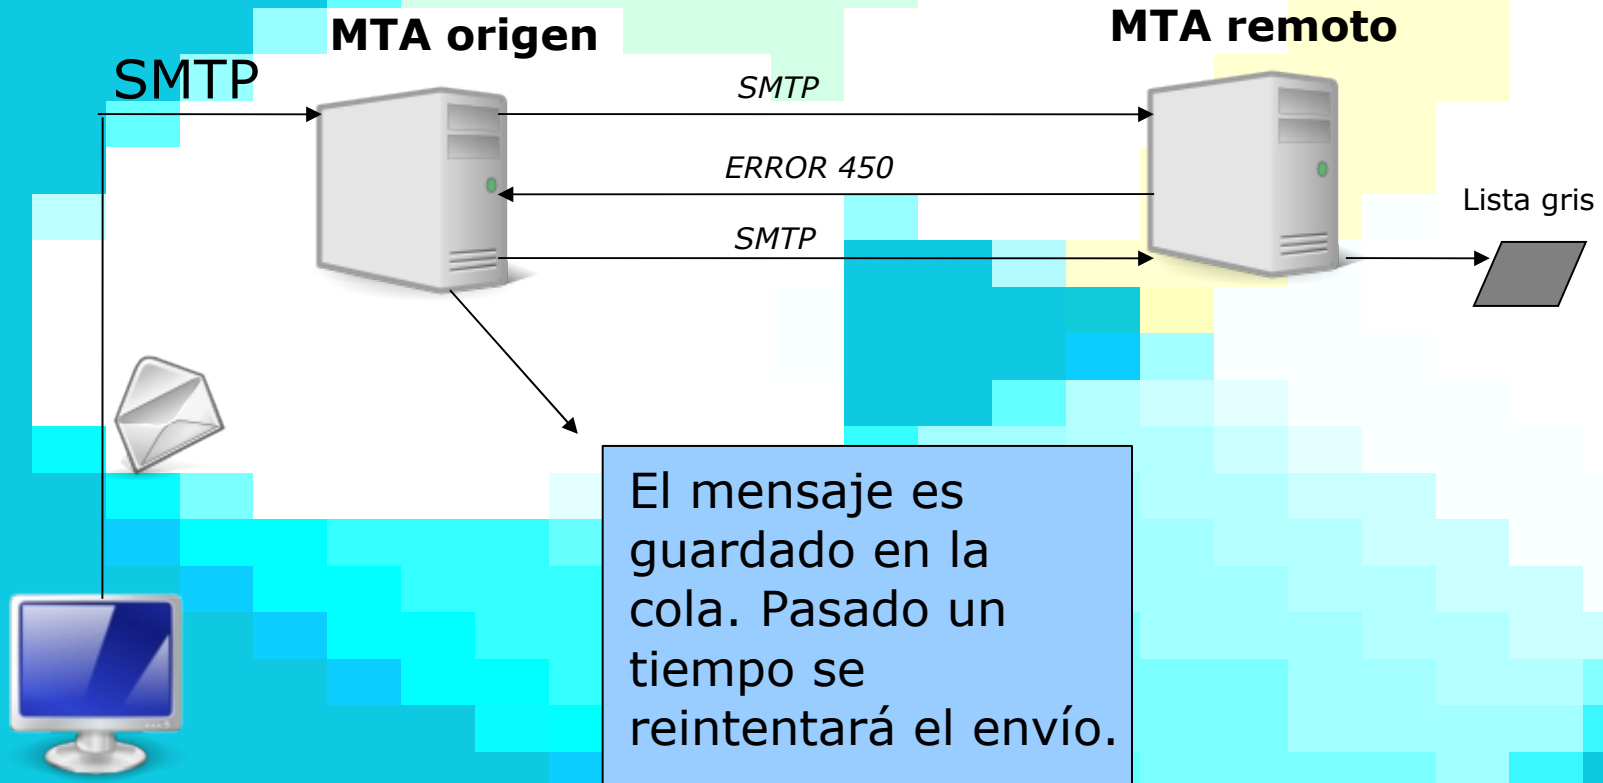 MTA origen
MTA remoto
SMTP
SMTP
ERROR 450
SMTP
Lista gris
El mensaje es
guardado en la
cola. Pasado un
tiempo se
reintentará el envío.